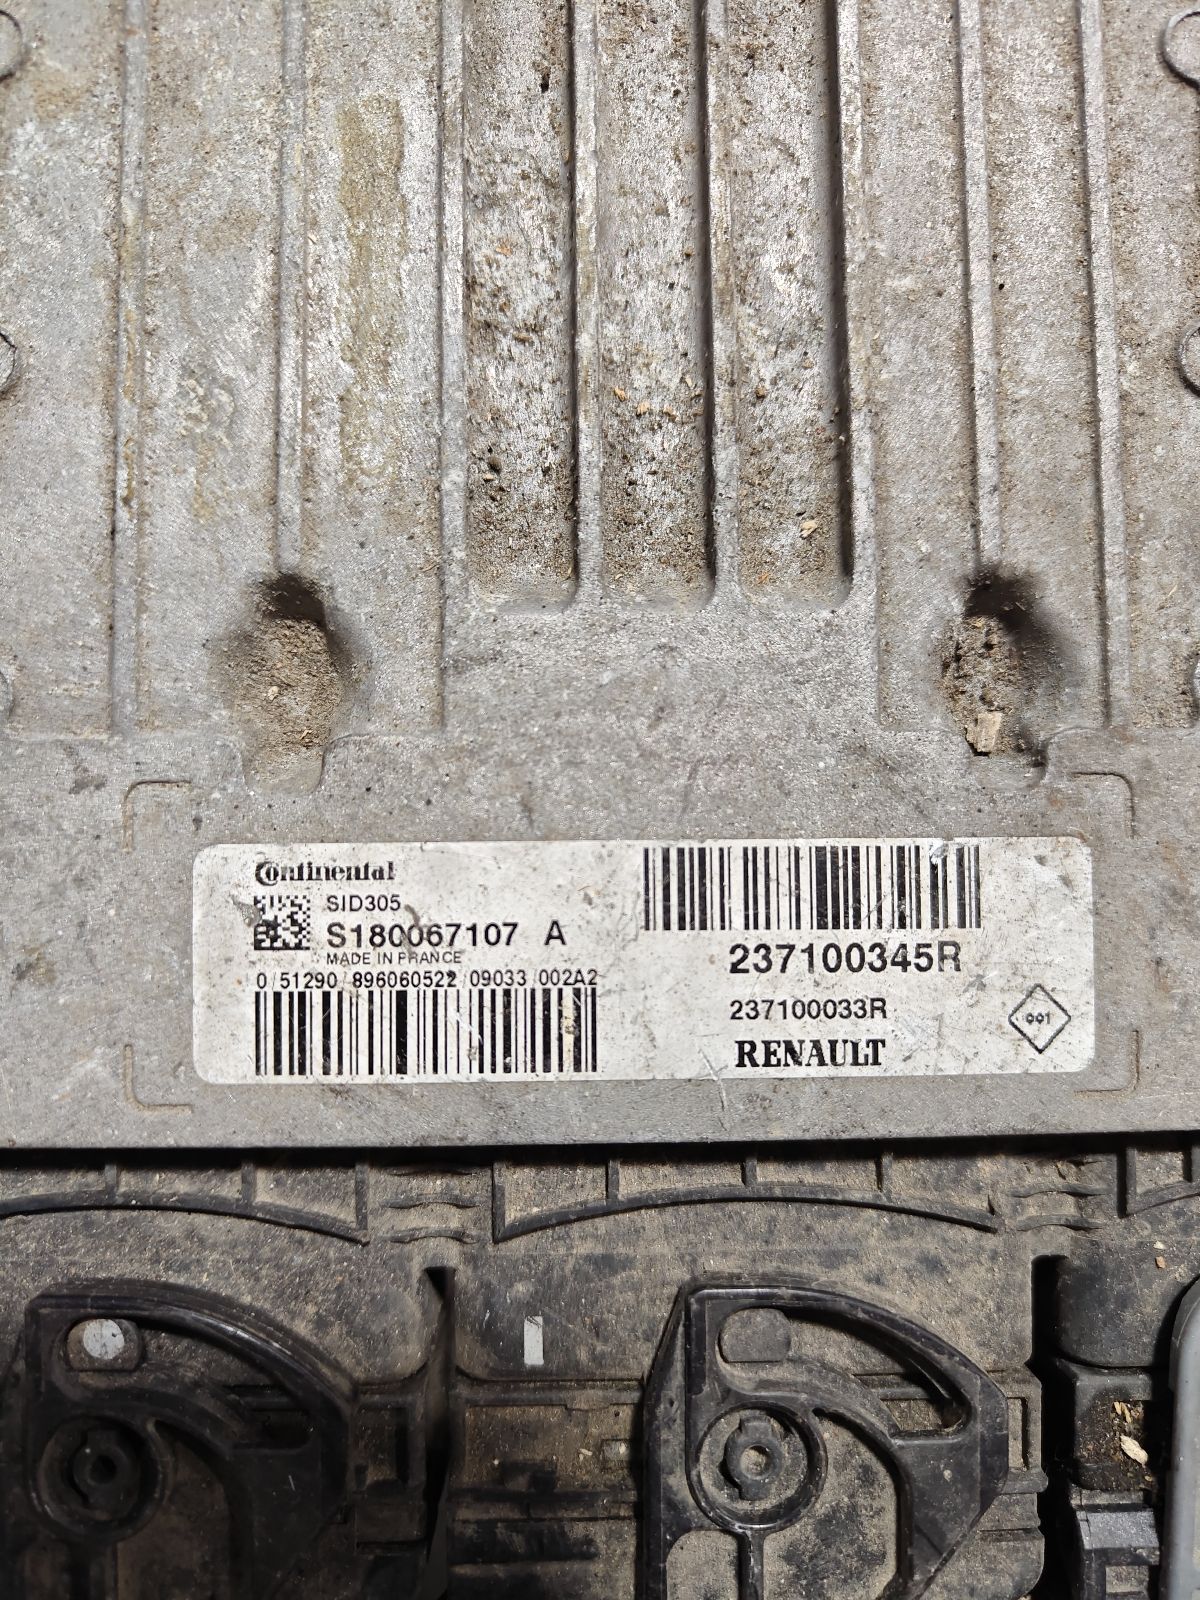 Continental
SID305
S180067107 A
MADE IN FRANCE
0/51290/896060522/09033/002A2
237100345R
237100033R
RENAULT
001